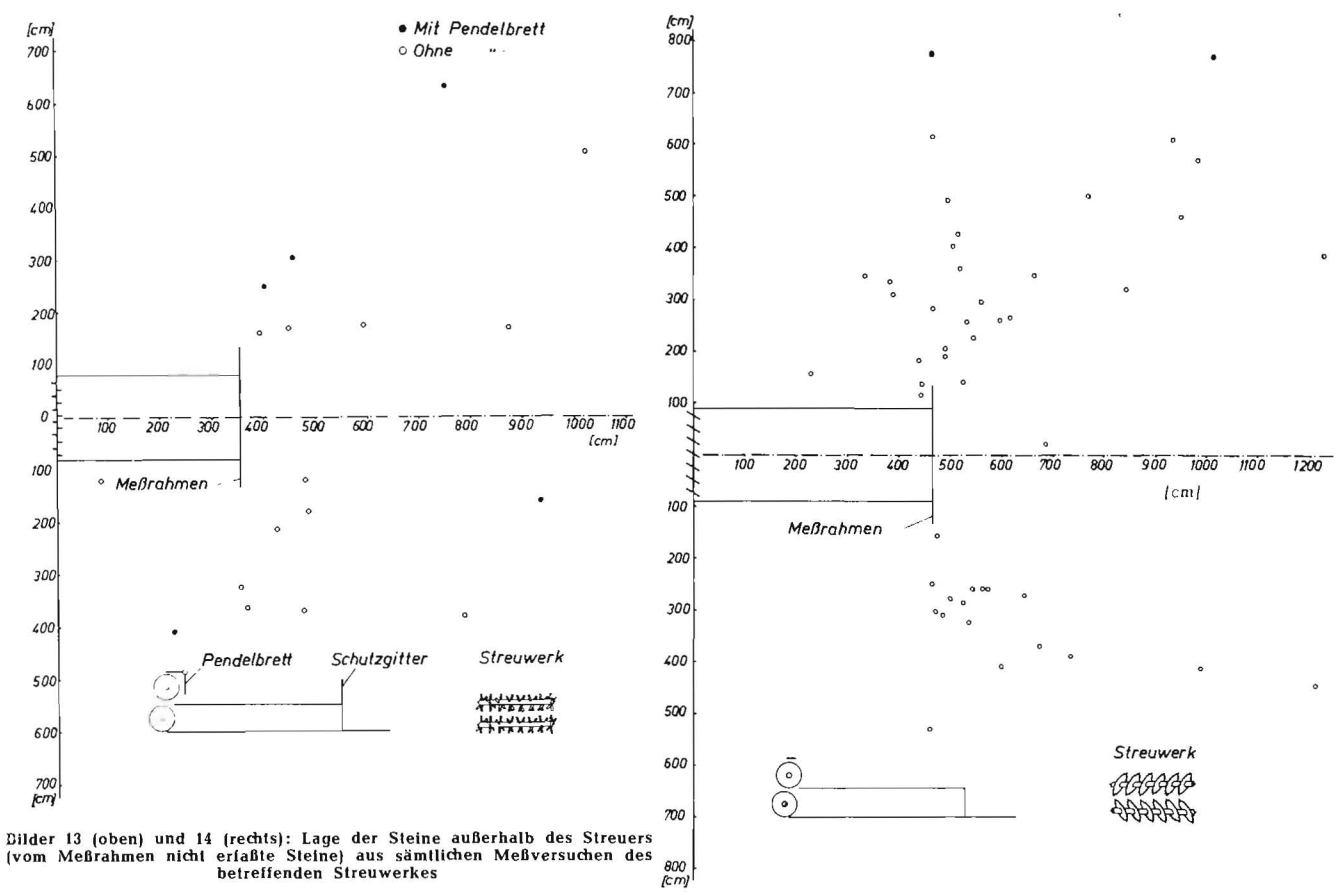 [cm]
700
600
500
400
300
200
100
0
100
200
300
400
500
600
700
[cm]
● Mit Pendelbrett
○ Ohne "
100 200 300 400 500 600 700 800 900 1000 1100
[cm]
Meßrahmen
Pendelbrett Schutzgitter Streuwerk
Bilder 13 (oben) und 14 (rechts): Lage der Steine außerhalb des Streuers
(vom Meßrahmen nicht erfaßte Steine) aus sämtlichen Meßversuchen des
betreffenden Streuwerkes
[cm]
800
700
600
500
400
300
200
100
100 200 300 400 500 600 700 800 900 1000 1200
[cm]
Meßrahmen
100
200
300
400
500
600
700
800
[cm]
Streuwerk